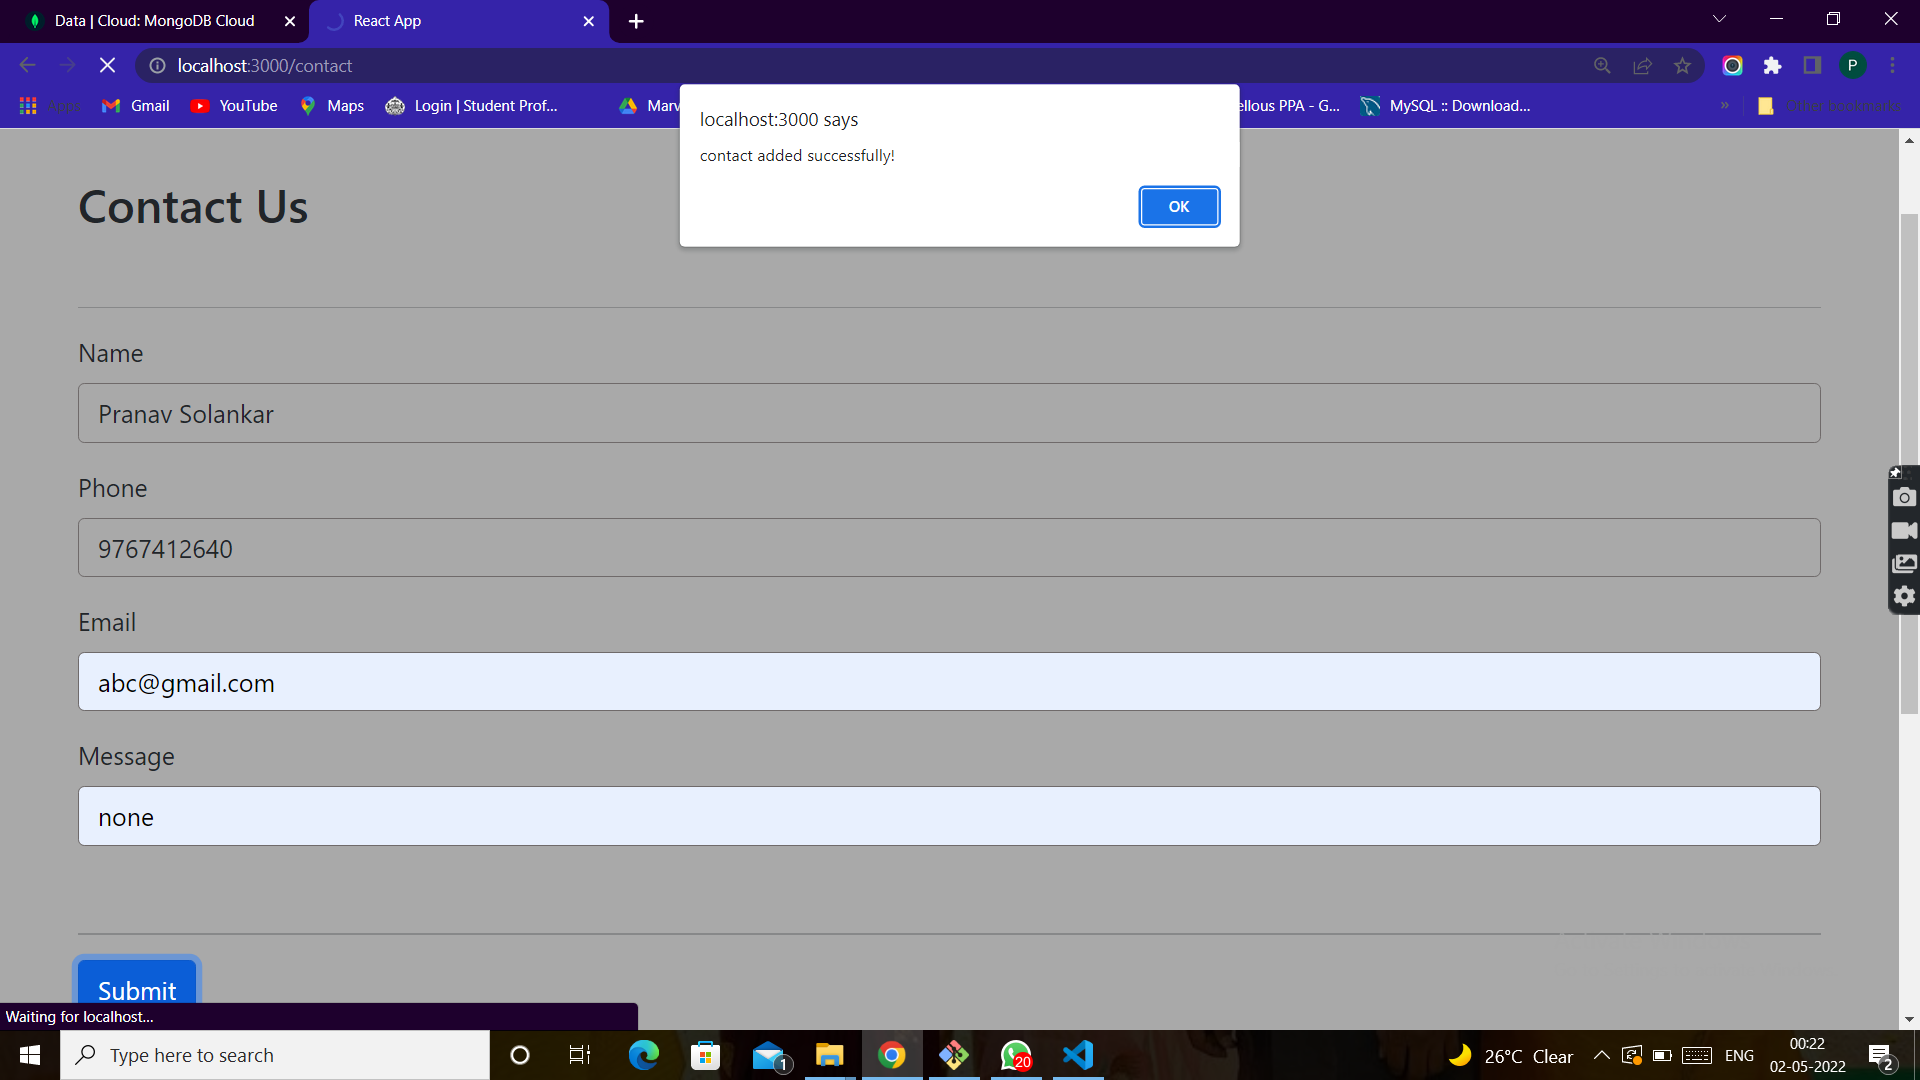 Data | Cloud: MongoDB Cloud
React App
localhost:3000/contact
P
Apps
Gmail
YouTube
Maps
Login | Student Prof...
Marv
ellous PPA - G...
MySQL :: Download...
»
Other bookmarks
localhost:3000 says
contact added successfully!
OK
Contact Us
Name
Pranav Solankar
Phone
9767412640
Email
abc@gmail.com
Message
none
Submit
Waiting for localhost...
Type here to search
1
20
26°C Clear
ENG
00:22
02-05-2022
2